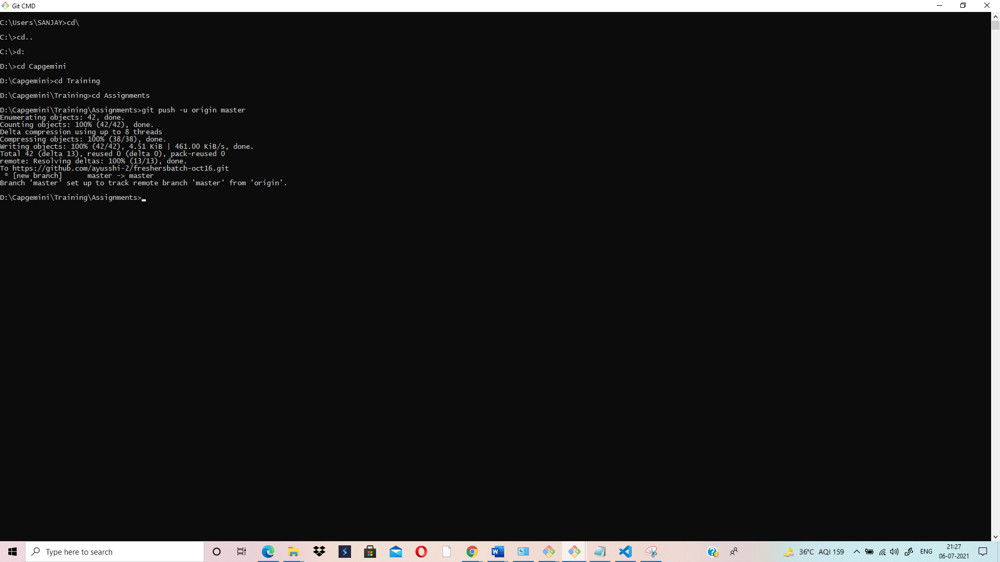 Git CMD
C:\Users\SANJAY>cd\
C:\>cd..
C:\>d:
D:\>cd Capgemini
D:\Capgemini>cd Training
D:\Capgemini\Training>cd Assignments
D:\Capgemini\Training\Assignments>git push -u origin master
Enumerating objects: 42, done.
Counting objects: 100% (42/42), done.
Delta compression using up to 8 threads
Compressing objects: 100% (38/38), done.
Writing objects: 100% (42/42), 4.51 KiB | 461.00 KiB/s, done.
Total 42 (delta 13), reused 0 (delta 0), pack-reused 0
remote: Resolving deltas: 100% (13/13), done.
To https://github.com/ayusshi-2/freshersbatch-oct16.git
 * [new branch]      master -> master
Branch 'master' set up to track remote branch 'master' from 'origin'.
D:\Capgemini\Training\Assignments>
Type here to search
36°C AQI 159
ENG
21:27
06-07-2021